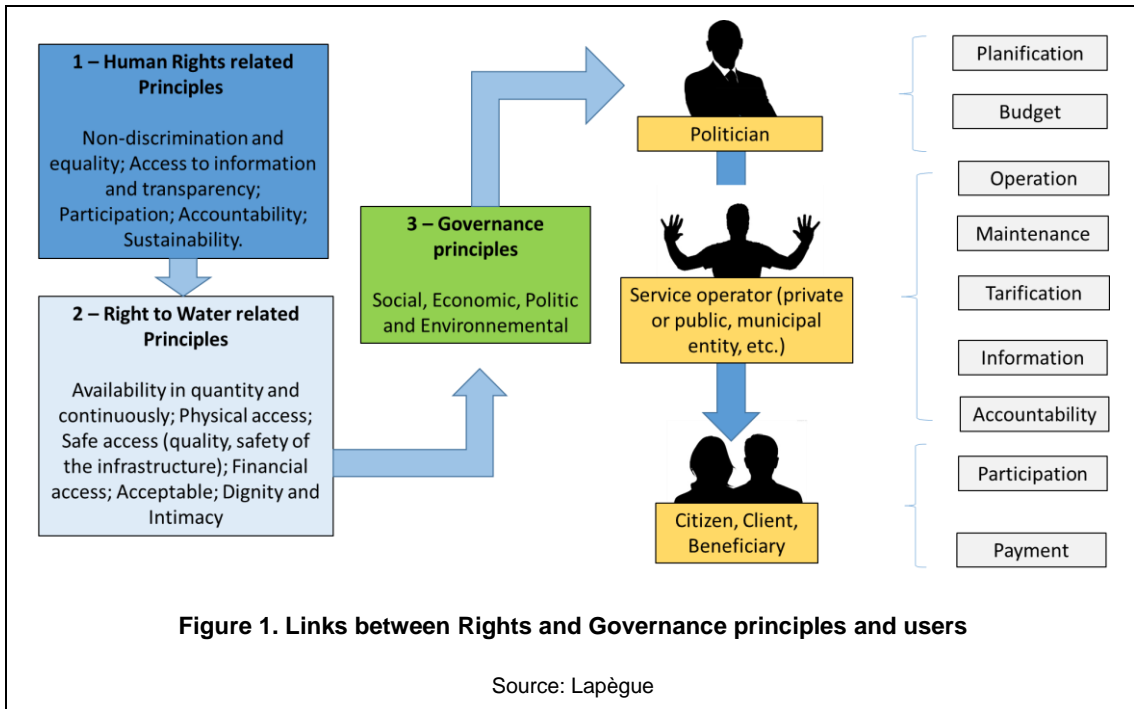 1 – Human Rights related
Principles
Non-discrimination and
equality; Access to information
and transparency;
Participation; Accountability;
Sustainability.
2 – Right to Water related
Principles
Availability in quantity and
continuously; Physical access;
Safe access (quality, safety of
the infrastructure); Financial
access; Acceptable; Dignity and
Intimacy
3 – Governance
principles
Social, Economic, Politic
and Environnemental
Politician
Service operator (private
or public, municipal
entity, etc.)
Citizen, Client,
Beneficiary
Planification
Budget
Operation
Maintenance
Tarification
Information
Accountability
Participation
Payment
Figure 1. Links between Rights and Governance principles and users
Source: Lapègue